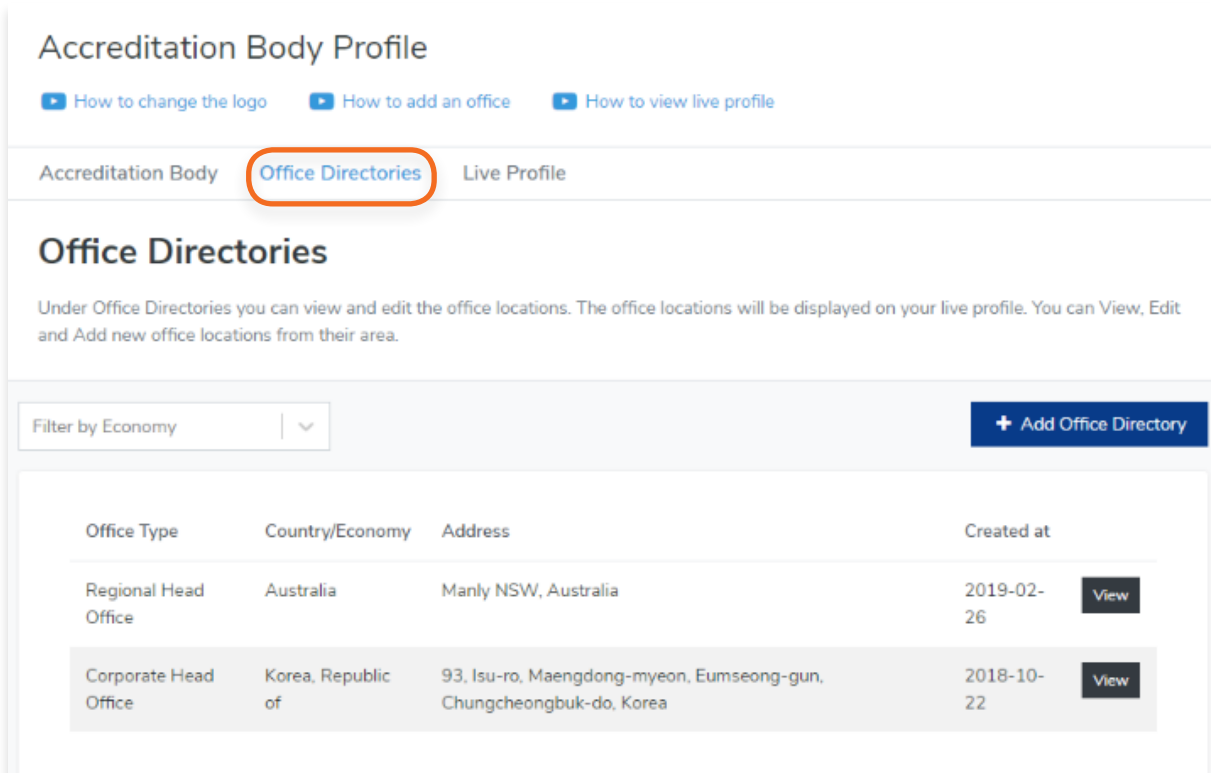 Accreditation Body Profile
How to change the logo How to add an office How to view live profile
Accreditation Body Office Directories Live Profile
Office Directories
Under Office Directories you can view and edit the office locations. The office locations will be displayed on your live profile. You can View, Edit
and Add new office locations from their area.
Filter by Economy + Add Office Directory
Office Type Country/Economy Address Created at
Regional Head Australia Manly NSW, Australia 2019-02- View
Office 26
Corporate Head Korea, Republic 93, Isu-ro, Maengdong-myeon, Eumseong-gun, 2018-10- View
Office of Chungcheongbuk-do, Korea 22